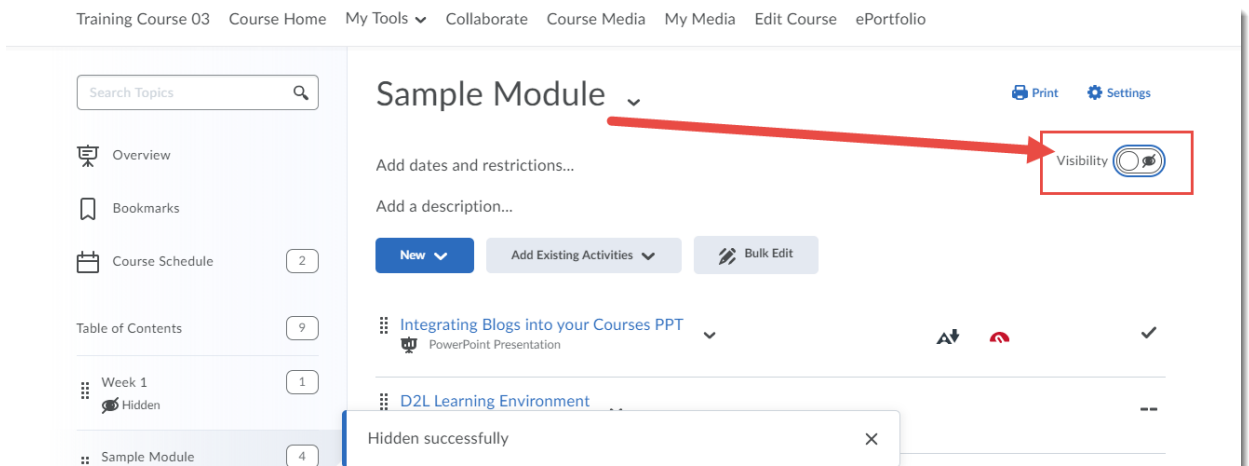 Training Course 03 Course Home My Tools Collaborate Course Media My Media Edit Course ePortfolio
Search Topics
Overview
Bookmarks
Course Schedule 2
Table of Contents 9
Week 1 1
Hidden
Sample Module 4
Sample Module
Print Settings
Visibility
Add dates and restrictions...
Add a description...
New Add Existing Activities Bulk Edit
Integrating Blogs into your Courses PPT
PowerPoint Presentation
D2L Learning Environment
Hidden successfully